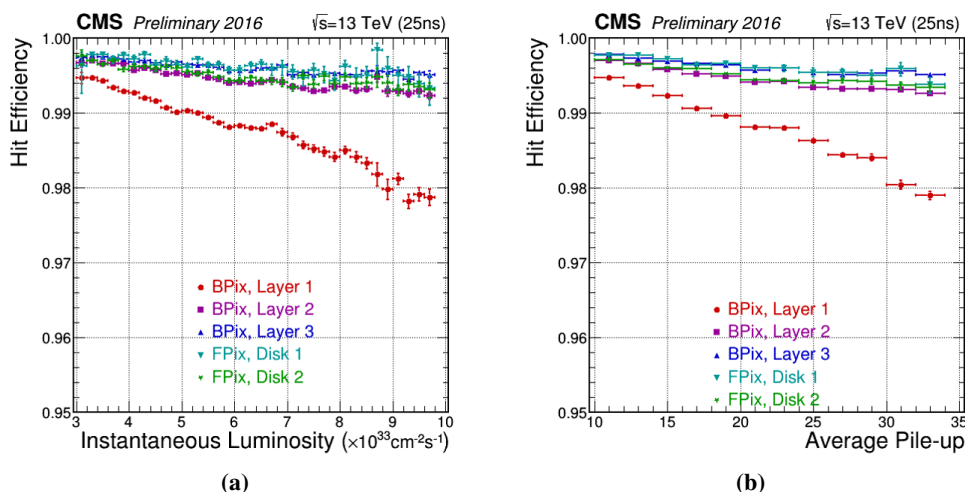 CMS Preliminary 2016 √s=13 TeV (25ns)
Hit Efficiency
1.00
0.99
0.98
0.97
0.96
0.95
BPix, Layer 1
BPix, Layer 2
BPix, Layer 3
FPix, Disk 1
FPix, Disk 2
3 4 5 6 7 8 9 10
Instantaneous Luminosity (×10³³cm⁻²s⁻¹)
(a)
CMS Preliminary 2016 √s=13 TeV (25ns)
Hit Efficiency
1.00
0.99
0.98
0.97
0.96
0.95
BPix, Layer 1
BPix, Layer 2
BPix, Layer 3
FPix, Disk 1
FPix, Disk 2
10 15 20 25 30 35
Average Pile-up
(b)